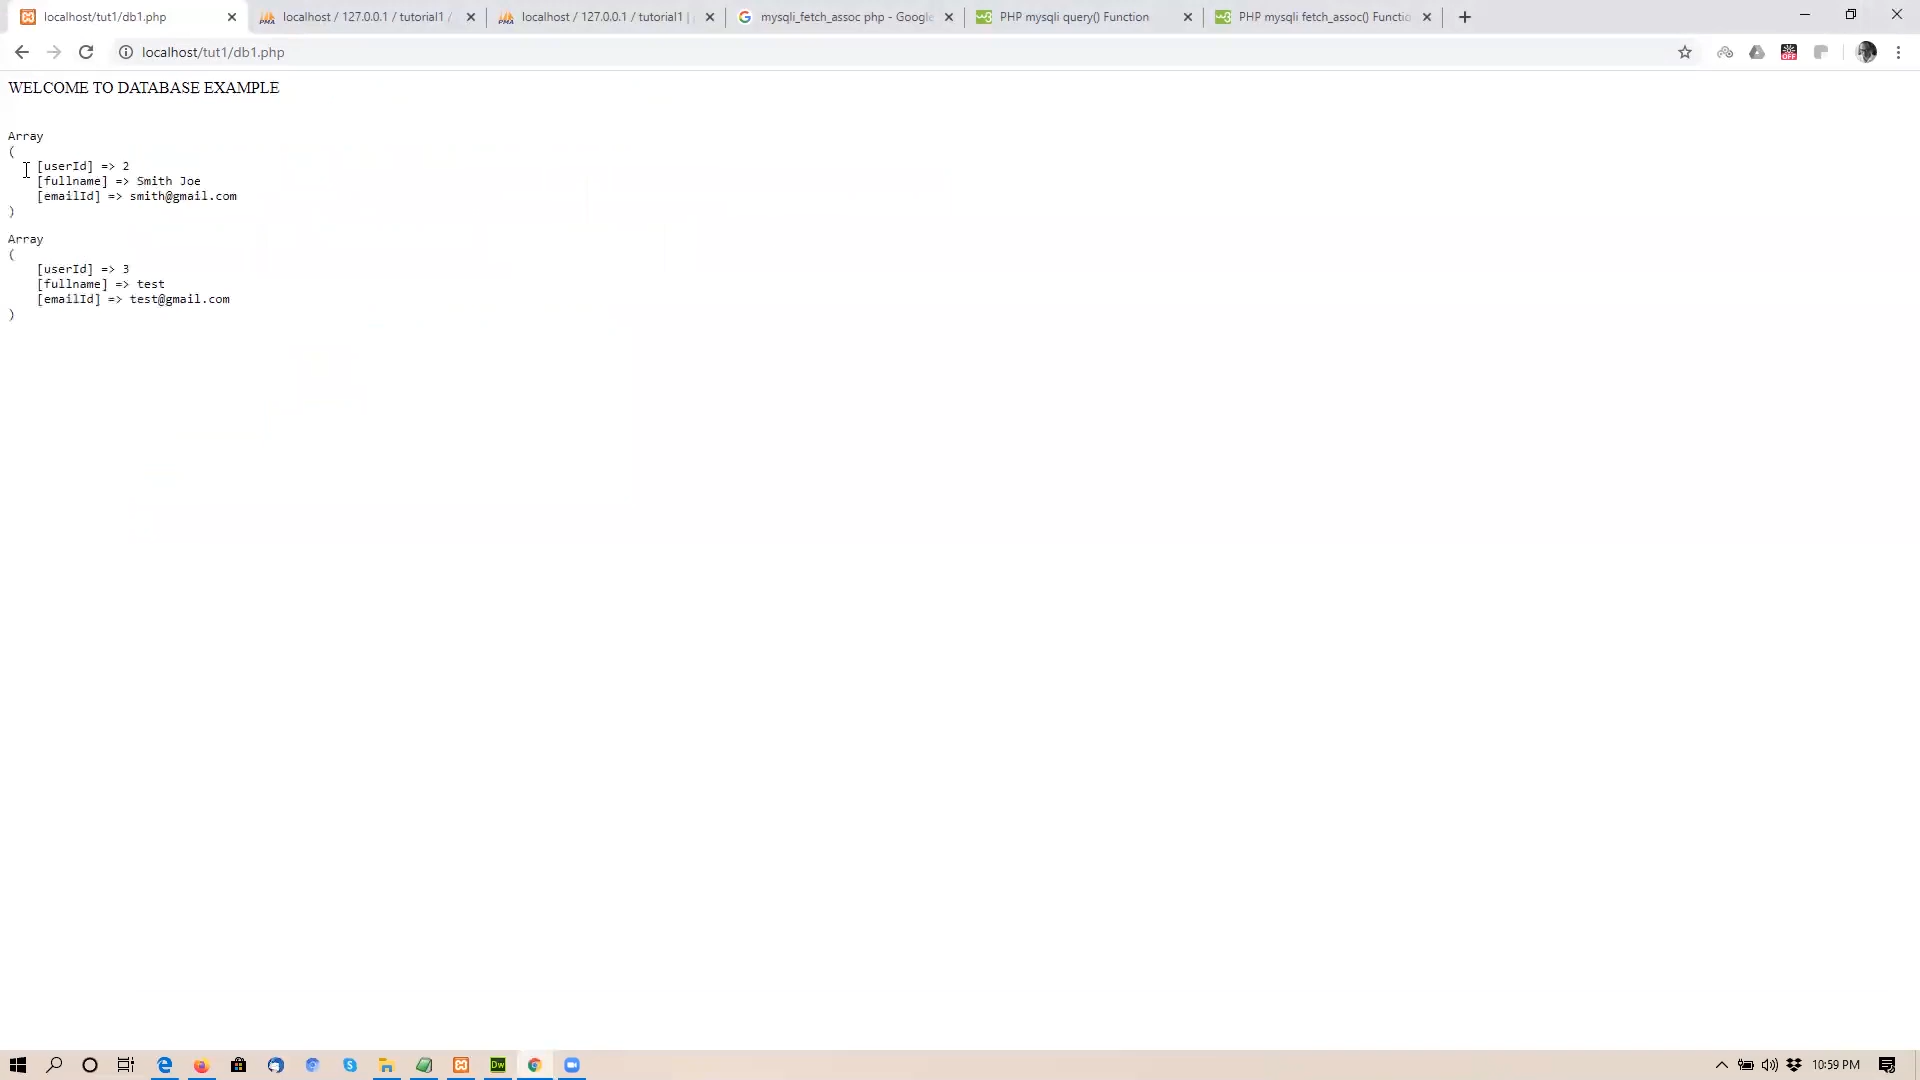 localhost/tut1/db1.php
localhost / 127.0.0.1 / tutorial1 /
localhost / 127.0.0.1 / tutorial1 |
mysqli_fetch_assoc php - Google
PHP mysqli query() Function
PHP mysqli fetch_assoc() Functio
localhost/tut1/db1.php
OFF
WELCOME TO DATABASE EXAMPLE
Array
(
[userId] => 2
[fullname] => Smith Joe
[emailId] => smith@gmail.com
)
Array
(
[userId] => 3
[fullname] => test
[emailId] => test@gmail.com
)
Dw
10:59 PM